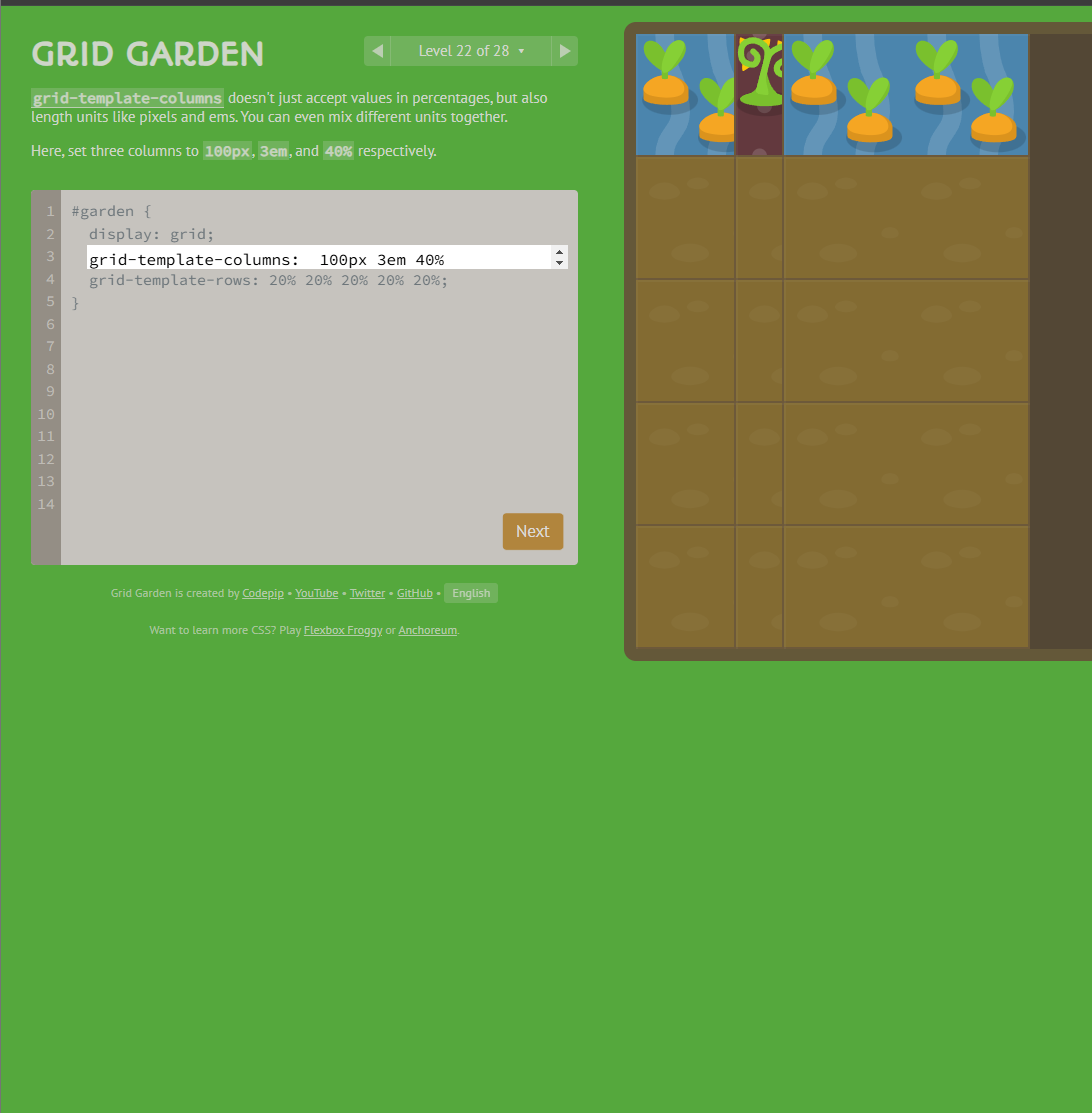 GRID GARDEN
Level 22 of 28
grid-template-columns doesn't just accept values in percentages, but also
length units like pixels and ems. You can even mix different units together.
Here, set three columns to 100px, 3em, and 40% respectively.
1 #garden {
2 display: grid;
3 grid-template-columns: 100px 3em 40%
4 grid-template-rows: 20% 20% 20% 20% 20%;
5 }
6
7
8
9
10
11
12
13
14
Next
Grid Garden is created by Codepip • YouTube • Twitter • GitHub • English
Want to learn more CSS? Play Flexbox Froggy or Anchoreum.